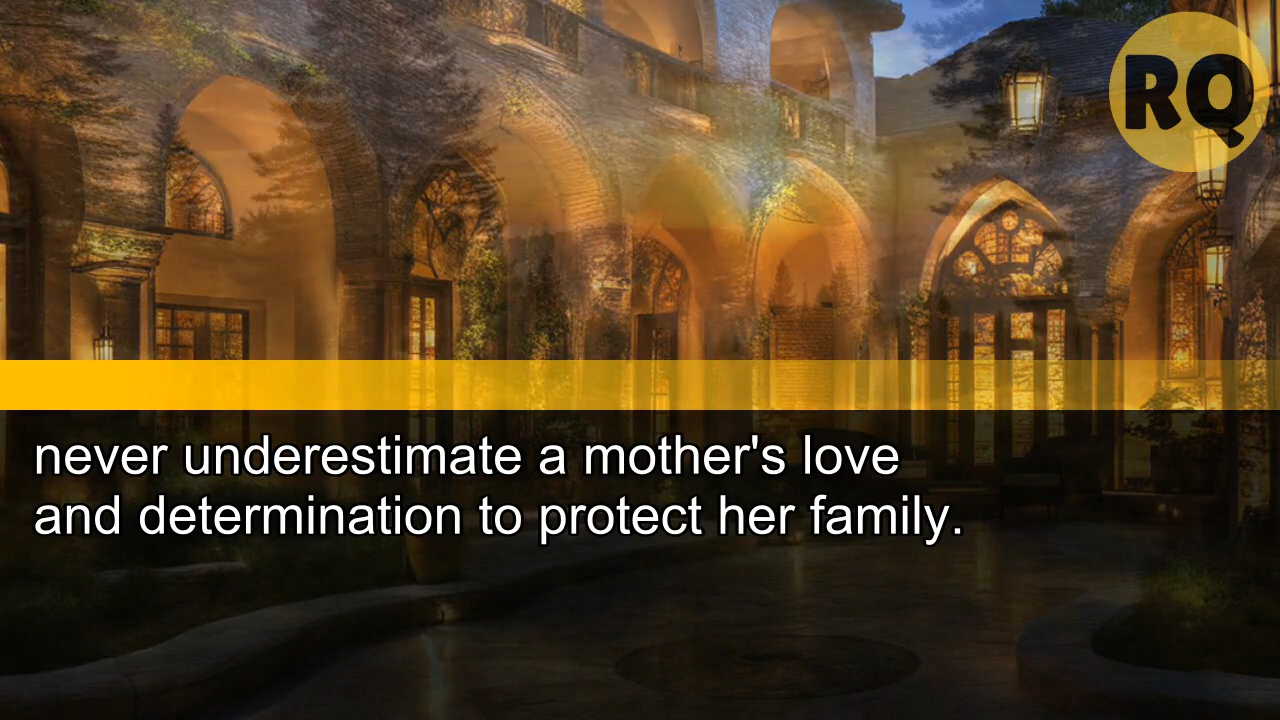 RQ
never underestimate a mother's love
and determination to protect her family.